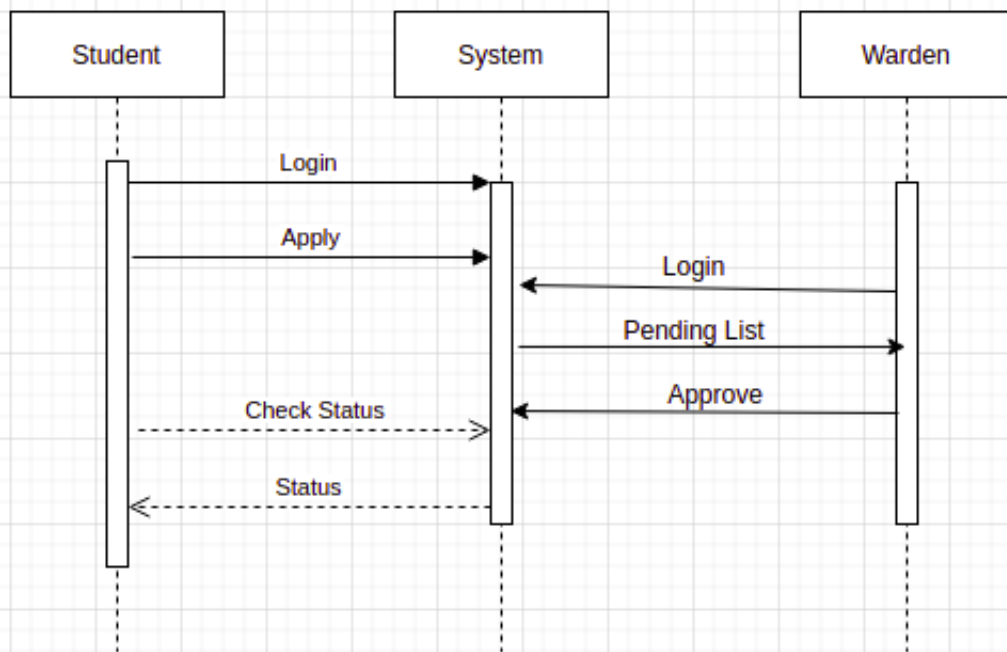 Student
System
Warden
Login
Apply
Login
Pending List
Approve
Check Status
Status